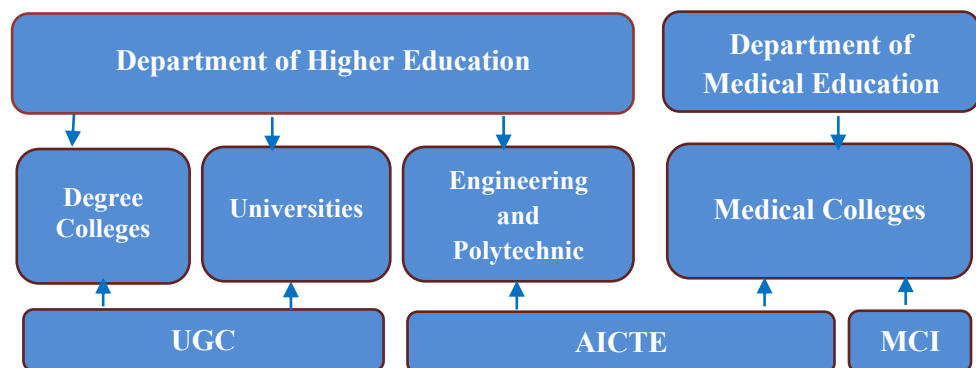 Department of Higher Education
Department of
Medical Education
Degree
Colleges
Universities
Engineering
and
Polytechnic
Medical Colleges
UGC
AICTE
MCI